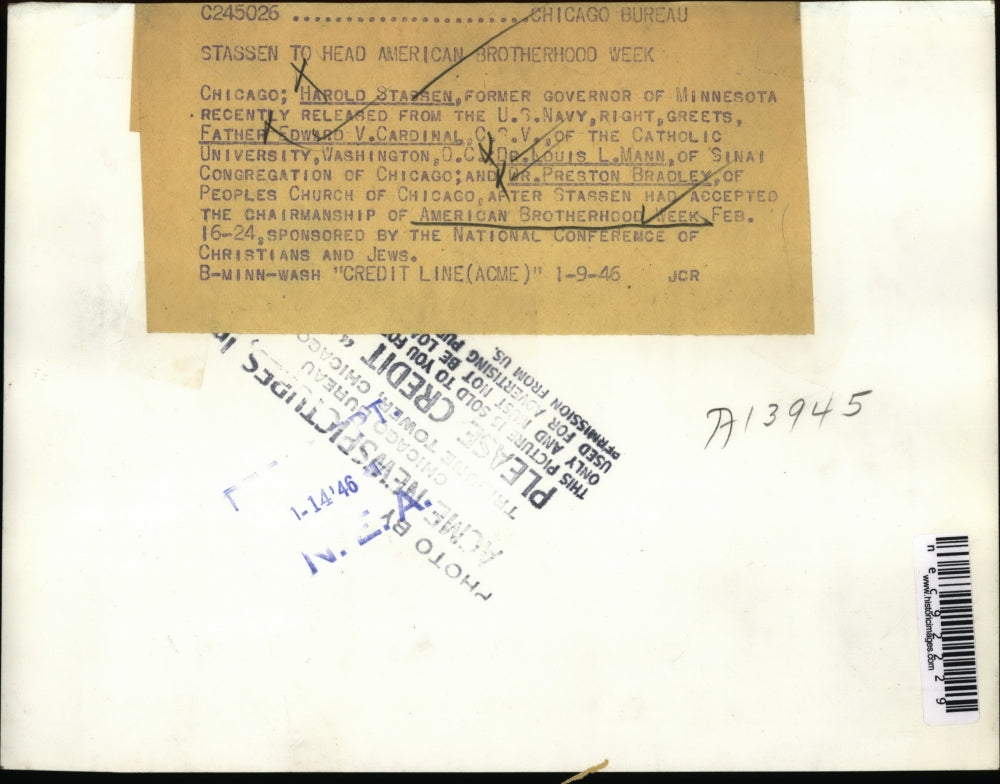 C245026 ..............................CHICAGO BUREAU
STASSEN TO HEAD AMERICAN BROTHERHOOD WEEK
CHICAGO; HAROLD STASSEN, FORMER GOVERNOR OF MINNESOTA
RECENTLY RELEASED FROM THE U.S.NAVY, RIGHT, GREETS,
FATHER EDWARD V.CARDINAL, C.S.V., OF THE CATHOLIC
UNIVERSITY, WASHINGTON, D.C.; DR.LOUIS L.MANN, OF SINAI
CONGREGATION OF CHICAGO; AND DR.PRESTON BRADLEY, OF
PEOPLES CHURCH OF CHICAGO, AFTER STASSEN HAD ACCEPTED
THE CHAIRMANSHIP OF AMERICAN BROTHERHOOD WEEK FEB.
16-24, SPONSORED BY THE NATIONAL CONFERENCE OF
CHRISTIANS AND JEWS.
B-MINN-WASH "CREDIT LINE(ACME)" 1-9-46 JCR
PHOTO BY
ACME NEWSPICTURES,
CHICAGO BUREAU
TOWER, CHICAGO
PLEASE CREDIT "
THIS PICTURE IS SOLD TO YOU
ONLY AND MUST NOT BE
USED FOR ADVERTISING
PERMISSION FROM US.
1-14'46
N. E. A.
A13945
nec92229
www.historicimages.com